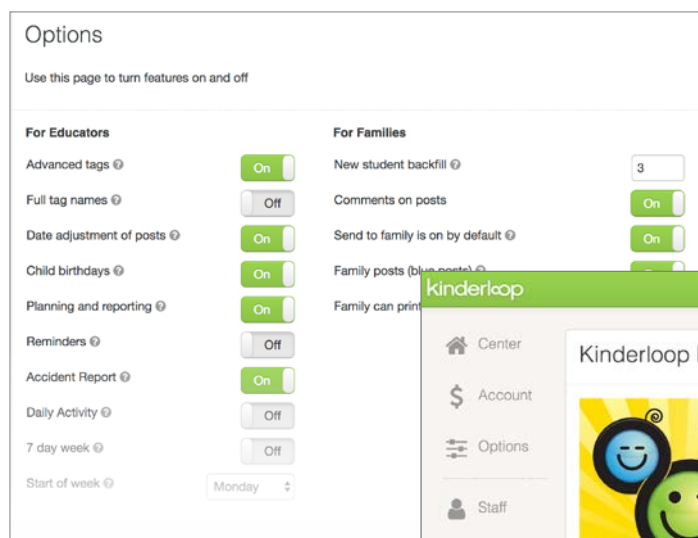 Options
Use this page to turn features on and off
For Educators
Advanced tags On
Full tag names Off
Date adjustment of posts On
Child birthdays On
Planning and reporting On
Reminders Off
Accident Report On
Daily Activity Off
7 day week Off
Start of week Monday
For Families
New student backfill 3
Comments on posts On
Send to family is on by default On
Family posts (blue posts)
Family can print
kinderloop
Center
Account
Options
Staff
Kinderloop